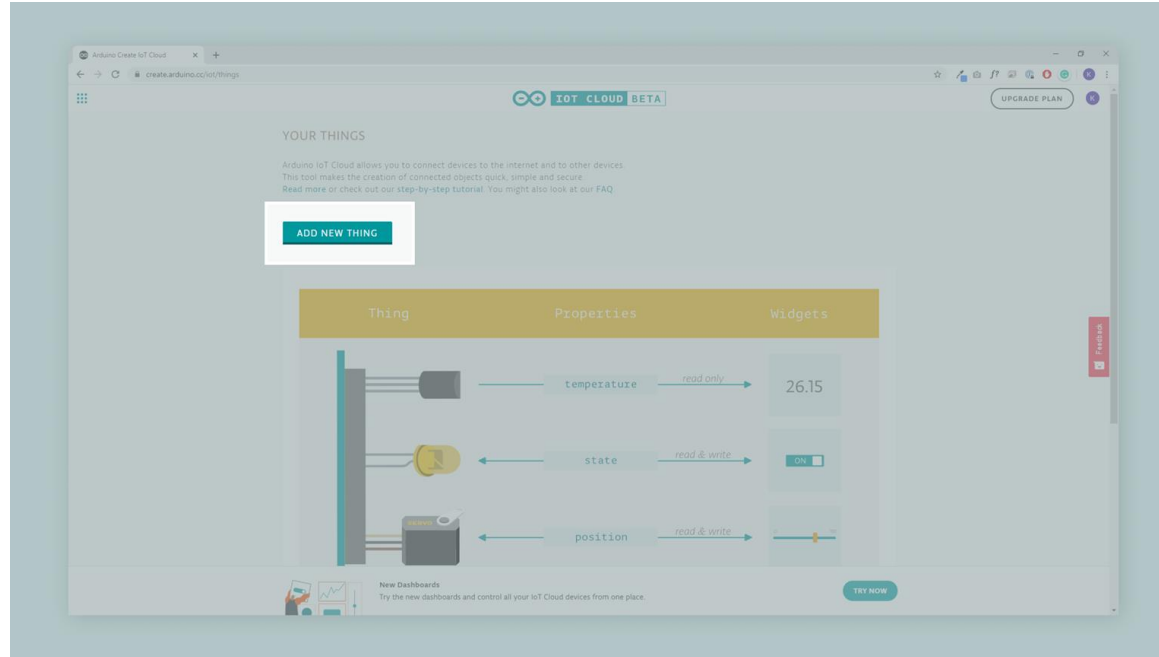 Arduino Create IoT Cloud
create.arduino.cc/iot/things
IOT CLOUD BETA
UPGRADE PLAN
K
YOUR THINGS
Arduino IoT Cloud allows you to connect devices to the internet and to other devices.
This tool makes the creation of connected objects quick, simple and secure.
Read more or check out our step-by-step tutorial. You might also look at our FAQ.
ADD NEW THING
Thing Properties Widgets
temperature read only 26.15
state read & write ON
position read & write
Feedback
New Dashboards
Try the new dashboards and control all your IoT Cloud devices from one place.
TRY NOW